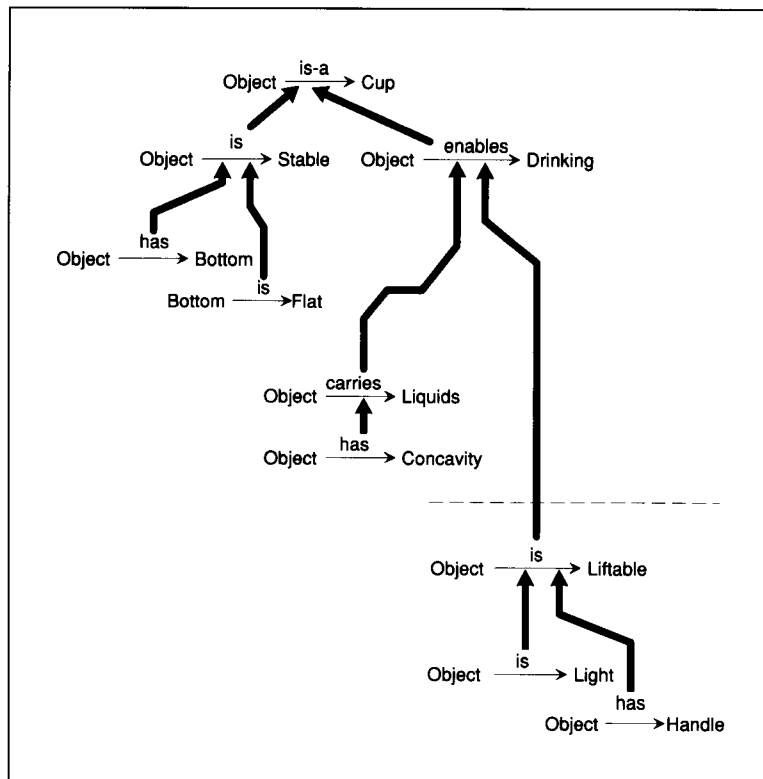 is-a
Object Cup
is enables
Object Stable Object Drinking
has
Object Bottom
is
Bottom Flat
carries
Object Liquids
has
Object Concavity
is
Object Liftable
is
Object Light
has
Object Handle